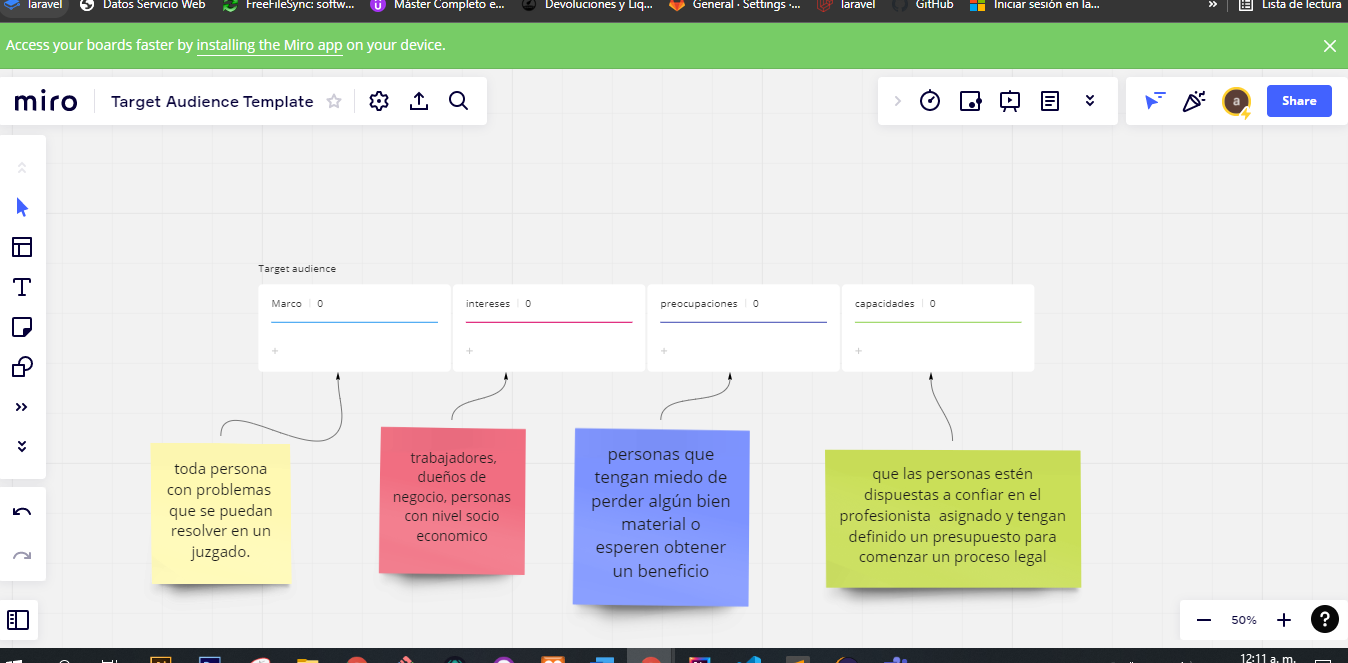 laravel Datos Servicio Web FreeFileSync: softw... Máster Completo e... Devoluciones y Liq... General · Settings ·... laravel GitHub Iniciar sesión en la... » Lista de lectura
Access your boards faster by installing the Miro app on your device.
miro Target Audience Template
a Share
Target audience
Marco 0 intereses 0 preocupaciones 0 capacidades 0
+ + + +
toda persona
con problemas
que se puedan
resolver en un
juzgado.
trabajadores,
dueños de
negocio, personas
con nivel socio
economico
personas que
tengan miedo de
perder algún bien
material o
esperen obtener
un beneficio
que las personas estén
dispuestas a confiar en el
profesionista asignado y tengan
definido un presupuesto para
comenzar un proceso legal
50% ?
12:11 a. m.